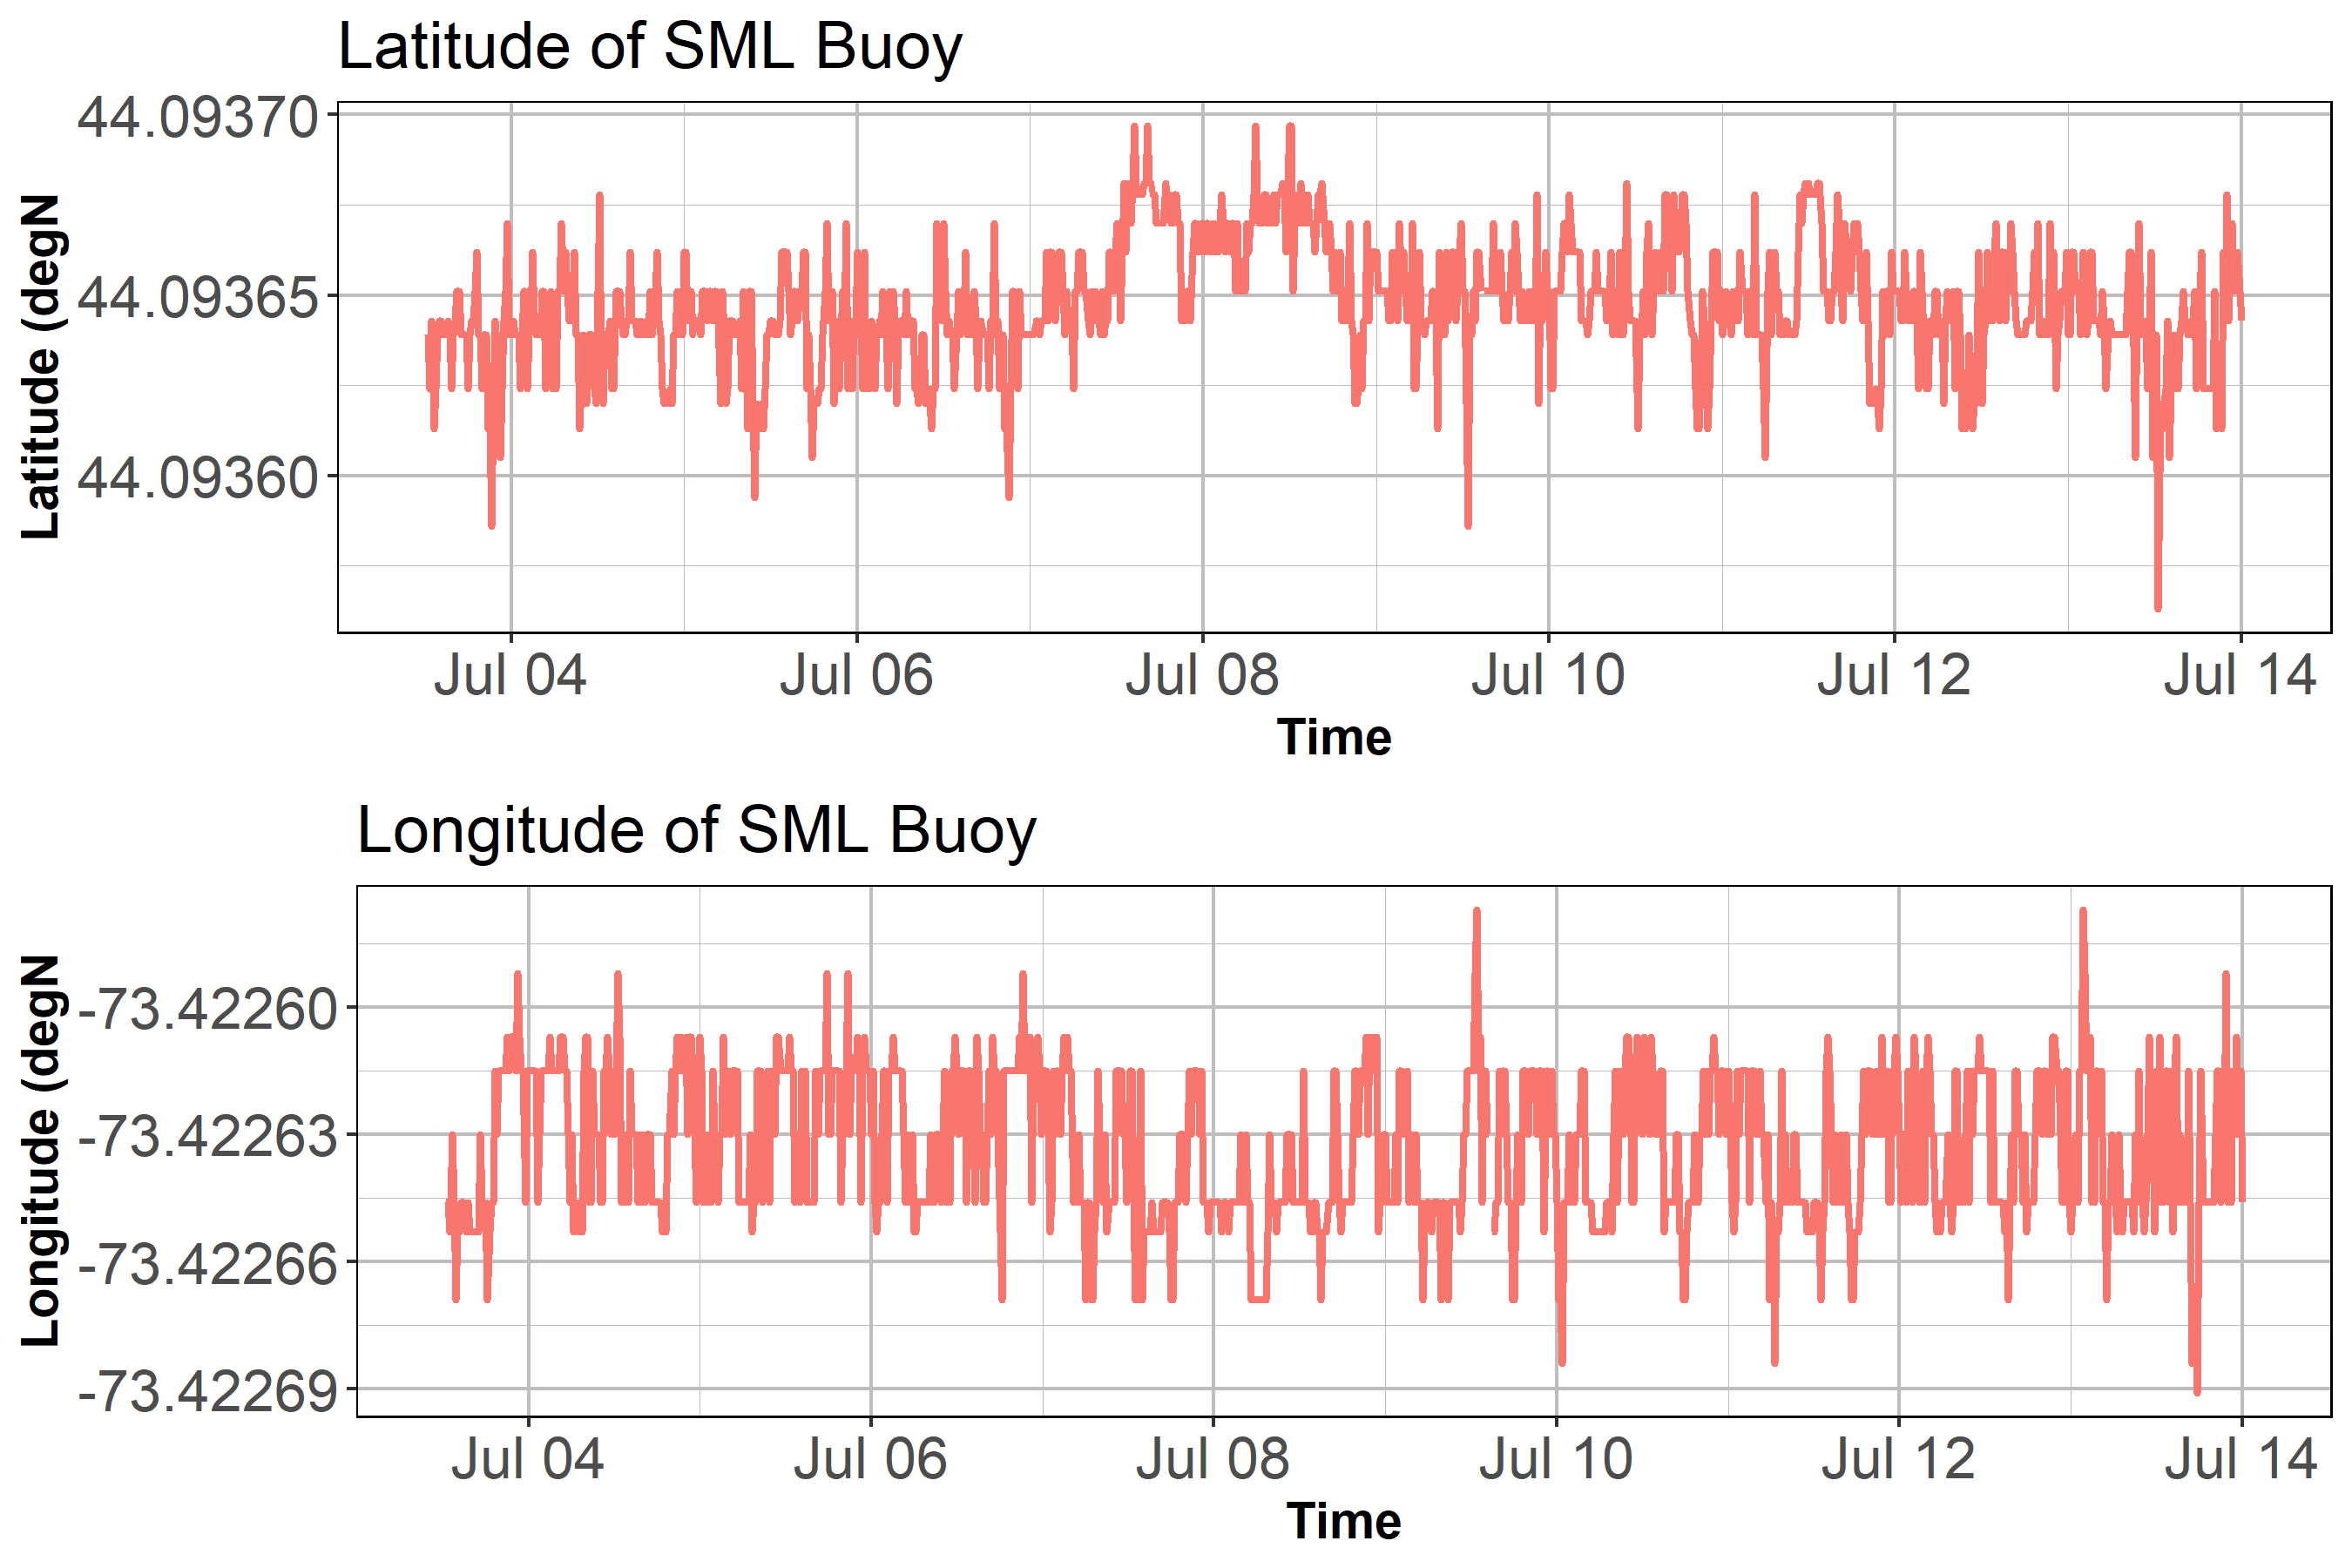 Latitude of SML Buoy
44.09370
44.09365
44.09360
Latitude (degN
Jul 04 Jul 06 Jul 08 Jul 10 Jul 12 Jul 14
Time
Longitude of SML Buoy
-73.42260
-73.42263
-73.42266
-73.42269
Longitude (degN
Jul 04 Jul 06 Jul 08 Jul 10 Jul 12 Jul 14
Time